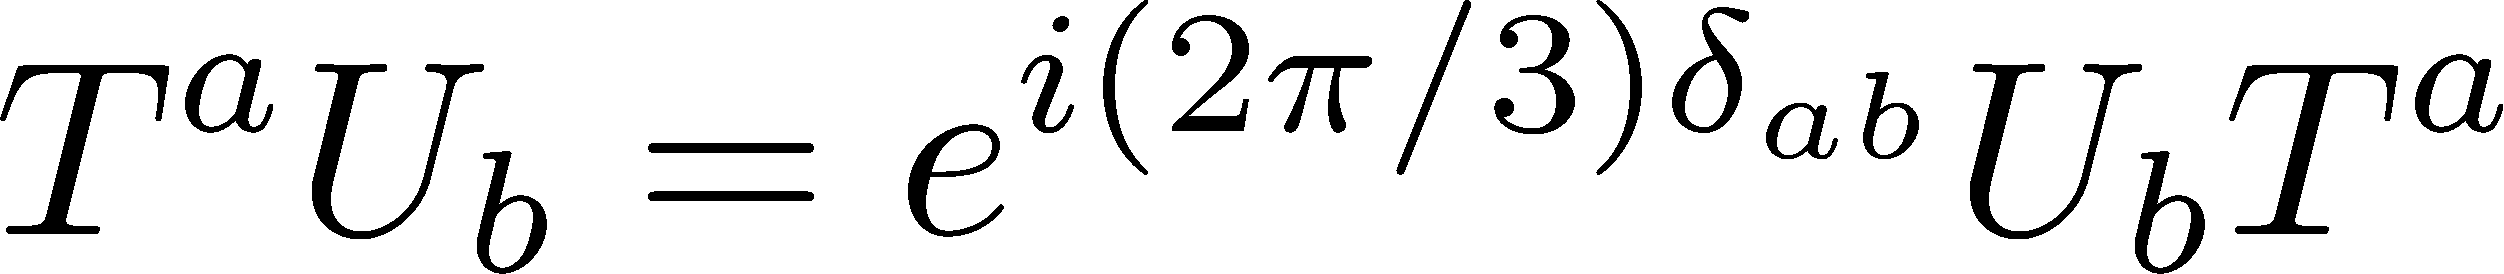 $T^a U_b = e^{i(2\pi/3)\delta_{ab}} U_b T^a$